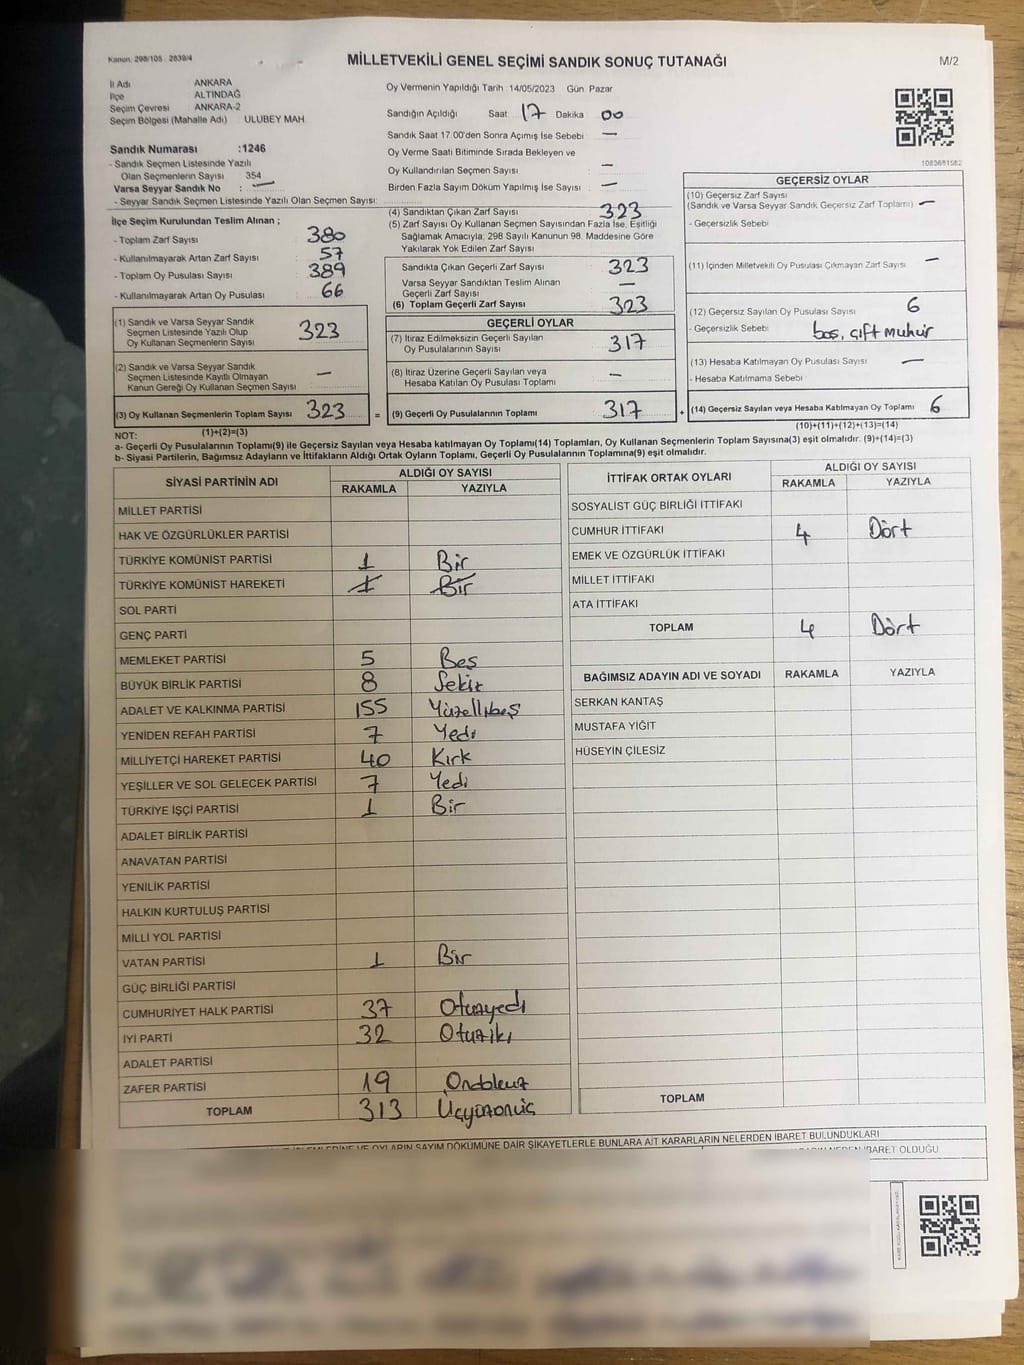 Kanun: 298/105 2839/4
MİLLETVEKİLİ GENEL SEÇİMİ SANDIK SONUÇ TUTANAĞI
M/2
İl Adı ANKARA
İlçe ALTINDAĞ
Seçim Çevresi ANKARA-2
Seçim Bölgesi (Mahalle Adı) ULUBEY MAH
Sandık Numarası :1246
- Sandık Seçmen Listesinde Yazılı
Olan Seçmenlerin Sayısı 354
Varsa Seyyar Sandık No : —
- Seyyar Sandık Seçmen Listesinde Yazılı Olan Seçmen Sayısı:
İlçe Seçim Kurulundan Teslim Alınan ;
- Toplam Zarf Sayısı : 380
- Kullanılmayarak Artan Zarf Sayısı : 57
- Toplam Oy Pusulası Sayısı : 389
- Kullanılmayarak Artan Oy Pusulası : 66
(1) Sandık ve Varsa Seyyar Sandık
Seçmen Listesinde Yazılı Olup
Oy Kullanan Seçmenlerin Sayısı 323
(2) Sandık ve Varsa Seyyar Sandık
Seçmen Listesinde Kayıtlı Olmayan
Kanun Gereği Oy Kullanan Seçmen Sayısı —
(3) Oy Kullanan Seçmenlerin Toplam Sayısı 323
(1)+(2)=(3)
Oy Vermenin Yapıldığı Tarih :14/05/2023 Gün: Pazar
Sandığın Açıldığı Saat 17 Dakika 00
Sandık Saat 17.00'den Sonra Açımış İse Sebebi : —
Oy Verme Saati Bitiminde Sırada Bekleyen ve
Oy Kullandırılan Seçmen Sayısı : —
Birden Fazla Sayım Döküm Yapılmış İse Sayısı : —
(4) Sandıktan Çıkan Zarf Sayısı 323
(5) Zarf Sayısı Oy Kullanan Seçmen Sayısından Fazla İse, Eşitliği
Sağlamak Amacıyla; 298 Sayılı Kanunun 98. Maddesine Göre
Yakılarak Yok Edilen Zarf Sayısı
Sandıkta Çıkan Geçerli Zarf Sayısı 323
Varsa Seyyar Sandıktan Teslim Alınan
Geçerli Zarf Sayısı —
(6) Toplam Geçerli Zarf Sayısı 323
GEÇERLİ OYLAR
(7) İtiraz Edilmeksizin Geçerli Sayılan
Oy Pusulalarının Sayısı 317
(8) İtiraz Üzerine Geçerli Sayılan veya
Hesaba Katılan Oy Pusulası Toplamı —
= (9) Geçerli Oy Pusulalarının Toplamı 317
1083681582
GEÇERSİZ OYLAR
(10) Geçersiz Zarf Sayısı
(Sandık ve Varsa Seyyar Sandık Geçersiz Zarf Toplamı) —
- Geçersizlik Sebebi :
(11) İçinden Milletvekili Oy Pusulası Çıkmayan Zarf Sayısı —
(12) Geçersiz Sayılan Oy Pusulası Sayısı 6
- Geçersizlik Sebebi : boş, çift mühür
(13) Hesaba Katılmayan Oy Pusulası Sayısı —
- Hesaba Katılmama Sebebi :
+ (14) Geçersiz Sayılan veya Hesaba Katılmayan Oy Toplamı 6
(10)+(11)+(12)+(13)=(14)
NOT:
a- Geçerli Oy Pusulalarının Toplamı(9) ile Geçersiz Sayılan veya Hesaba katılmayan Oy Toplamı(14) Toplamları, Oy Kullanan Seçmenlerin Toplam Sayısına(3) eşit olmalıdır. (9)+(14)=(3)
b- Siyasi Partilerin, Bağımsız Adayların ve İttifakların Aldığı Ortak Oyların Toplamı, Geçerli Oy Pusulalarının Toplamına(9) eşit olmalıdır.
SİYASİ PARTİNİN ADI ALDIĞI OY SAYISI
RAKAMLA YAZIYLA
MİLLET PARTİSİ
HAK VE ÖZGÜRLÜKLER PARTİSİ
TÜRKİYE KOMÜNİST PARTİSİ 1 Bir
TÜRKİYE KOMÜNİST HAREKETİ 1 Bir
SOL PARTİ
GENÇ PARTİ
MEMLEKET PARTİSİ 5 Beş
BÜYÜK BİRLİK PARTİSİ 8 Sekiz
ADALET VE KALKINMA PARTİSİ 155 Yüzellibeş
YENİDEN REFAH PARTİSİ 7 Yedi
MİLLİYETÇİ HAREKET PARTİSİ 40 Kırk
YEŞİLLER VE SOL GELECEK PARTİSİ 7 Yedi
TÜRKİYE İŞÇİ PARTİSİ 1 Bir
ADALET BİRLİK PARTİSİ
ANAVATAN PARTİSİ
YENİLİK PARTİSİ
HALKIN KURTULUŞ PARTİSİ
MİLLİ YOL PARTİSİ
VATAN PARTİSİ 1 Bir
GÜÇ BİRLİĞİ PARTİSİ
CUMHURİYET HALK PARTİSİ 37 Otuzyedi
İYİ PARTİ 32 Otuziki
ADALET PARTİSİ
ZAFER PARTİSİ 19 Ondokuz
TOPLAM 313 Üçyüzonüç
İTTİFAK ORTAK OYLARI ALDIĞI OY SAYISI
RAKAMLA YAZIYLA
SOSYALİST GÜÇ BİRLİĞİ İTTİFAKI
CUMHUR İTTİFAKI 4 Dört
EMEK VE ÖZGÜRLÜK İTTİFAKI
MİLLET İTTİFAKI
ATA İTTİFAKI
TOPLAM 4 Dört
BAĞIMSIZ ADAYIN ADI VE SOYADI RAKAMLA YAZIYLA
SERKAN KANTAŞ
MUSTAFA YİĞİT
HÜSEYİN ÇİLESİZ
TOPLAM
OYLARIN SAYIM DÖKÜMÜNE DAİR ŞİKAYETLERLE BUNLARA AİT KARARLARIN NELERDEN İBARET BULUNDUKLARI
İBARET OLDUĞU